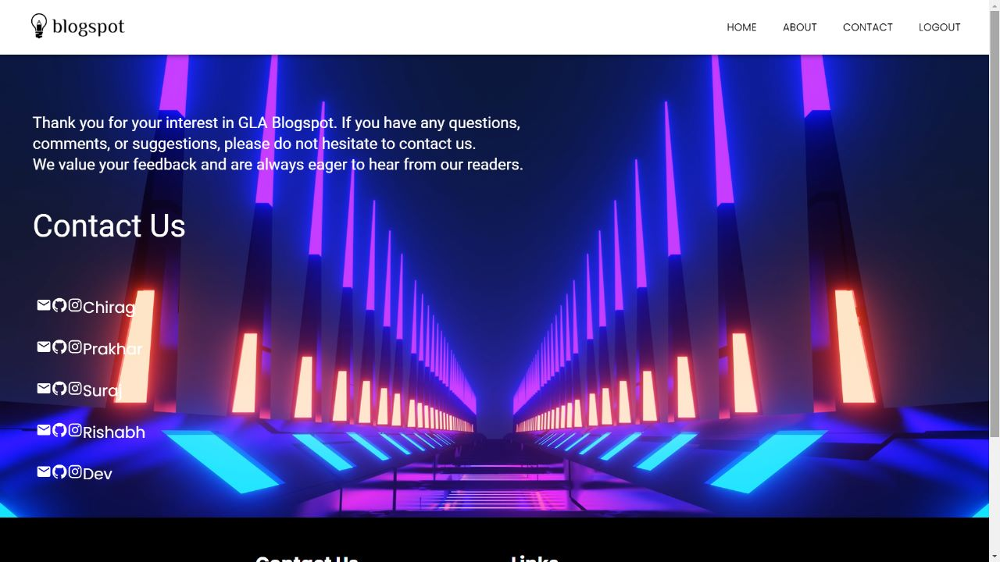 blogspot
HOME ABOUT CONTACT LOGOUT
Thank you for your interest in GLA Blogspot. If you have any questions,
comments, or suggestions, please do not hesitate to contact us.
We value your feedback and are always eager to hear from our readers.
Contact Us
Chirag
Prakhar
Suraj
Rishabh
Dev
Contact Us Links